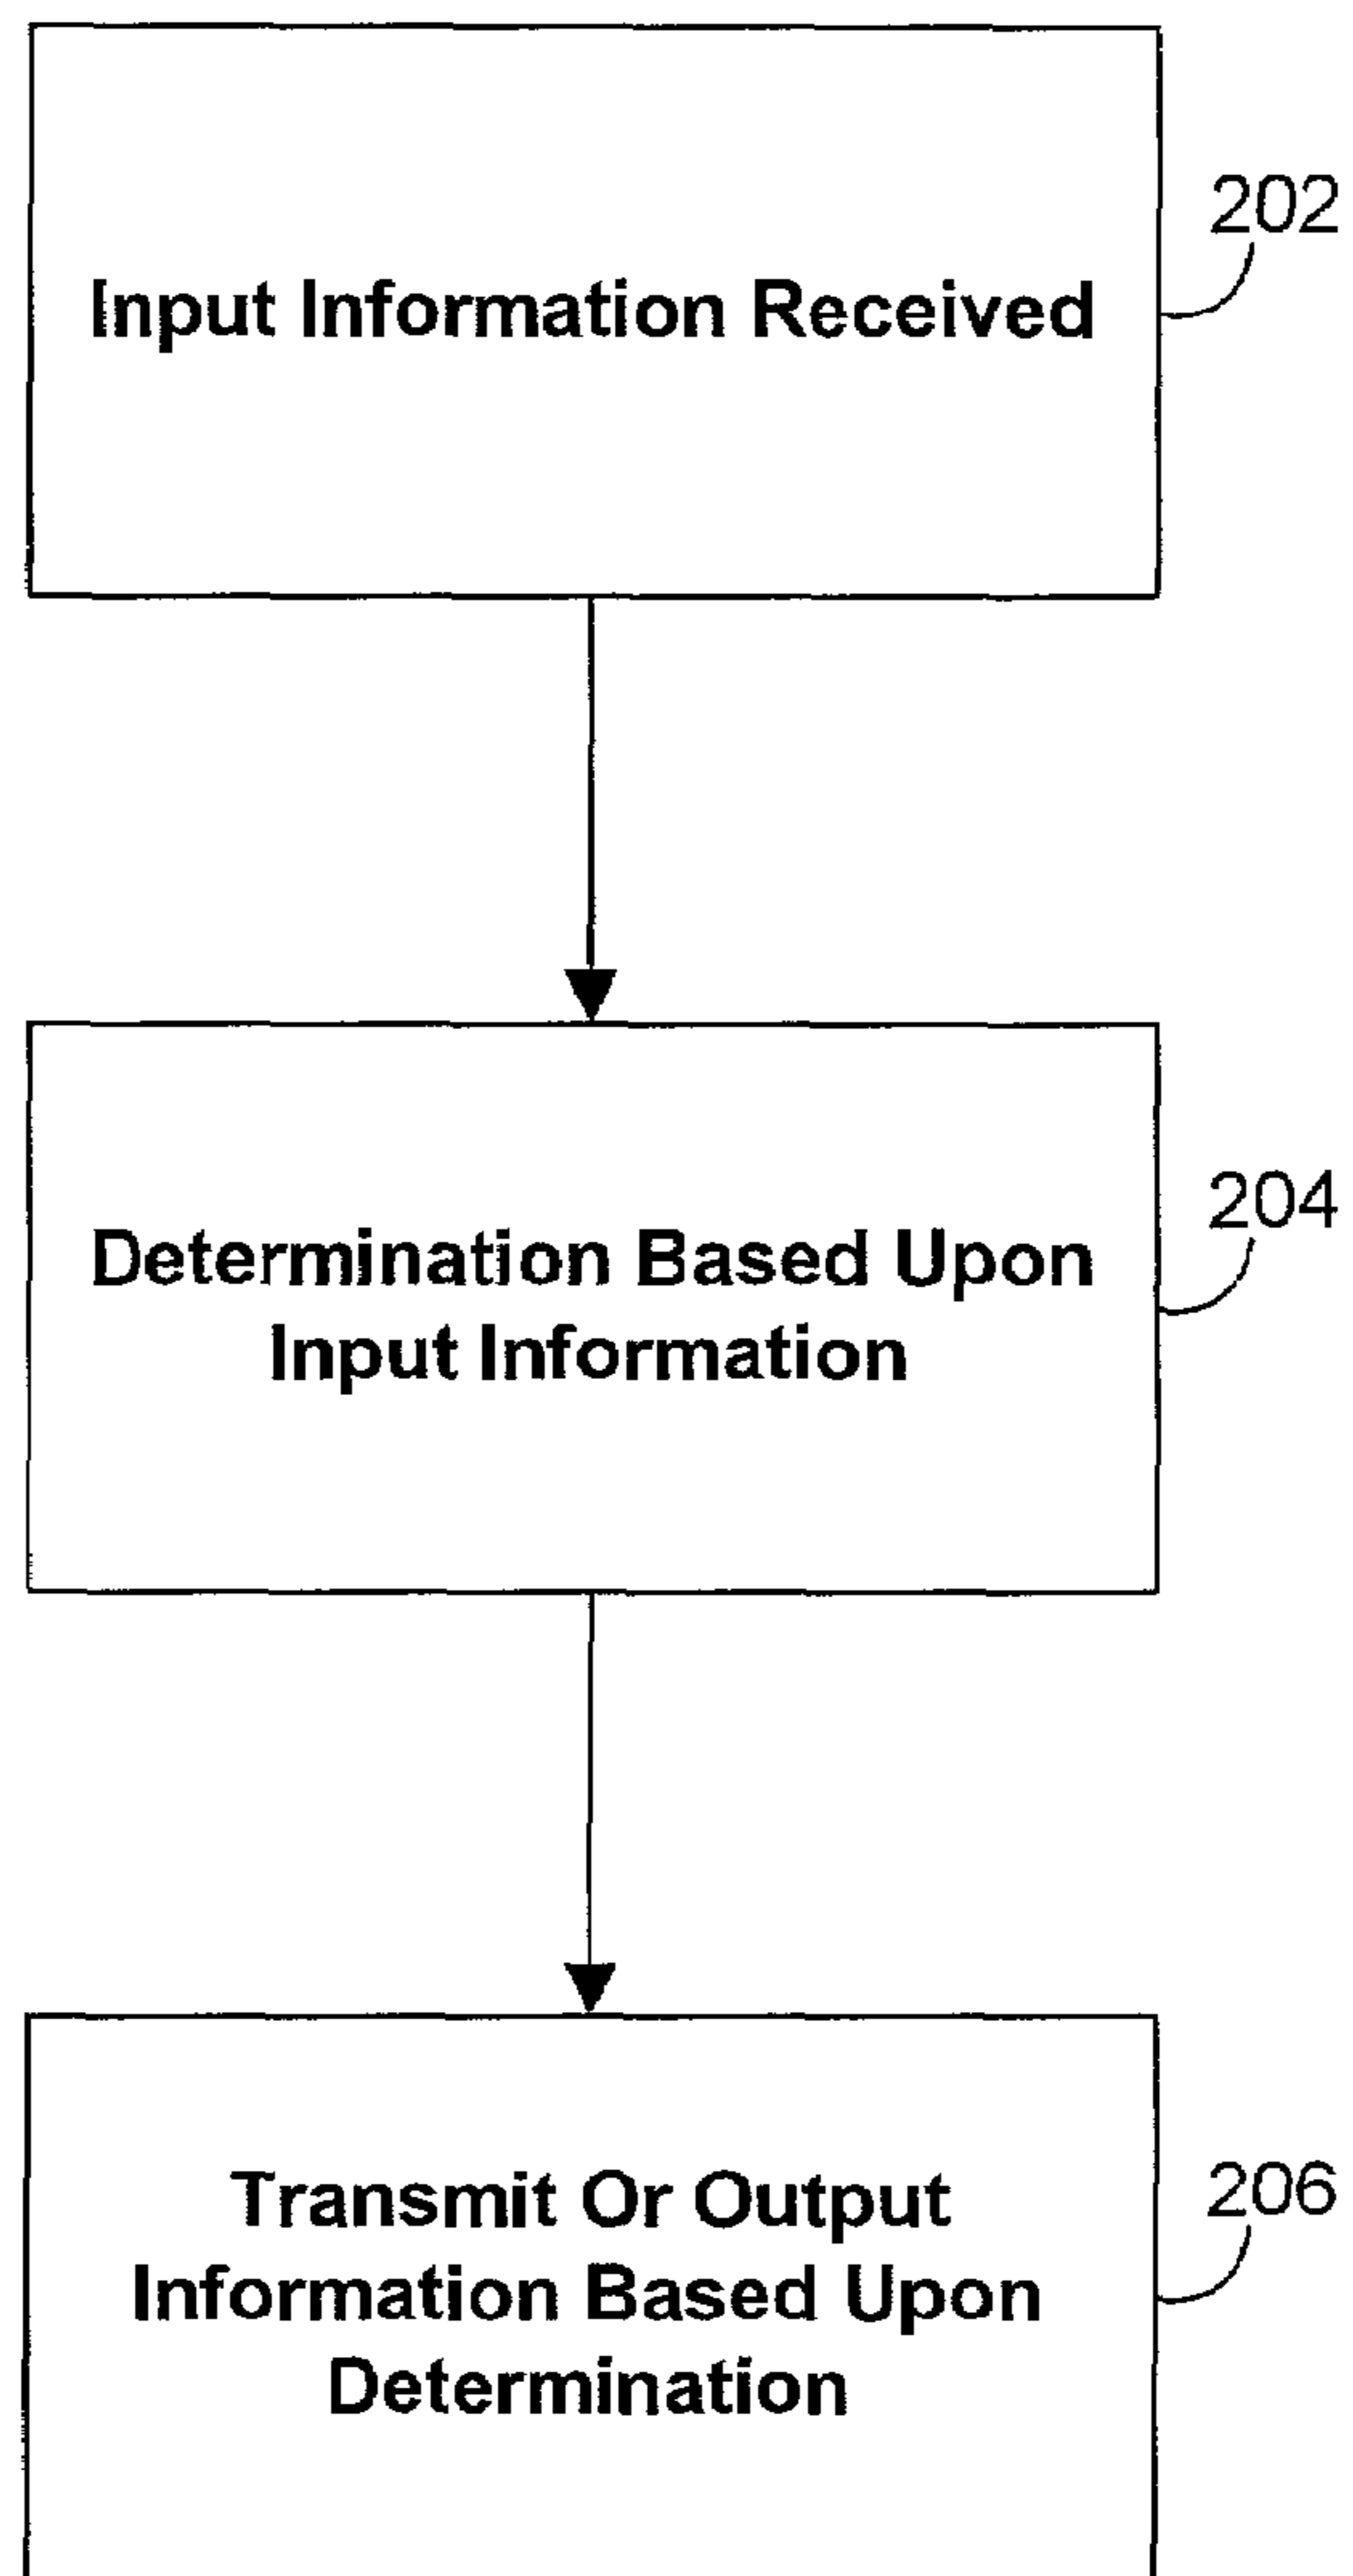 202
Input Information Received
204
Determination Based Upon
Input Information
206
Transmit Or Output
Information Based Upon
Determination